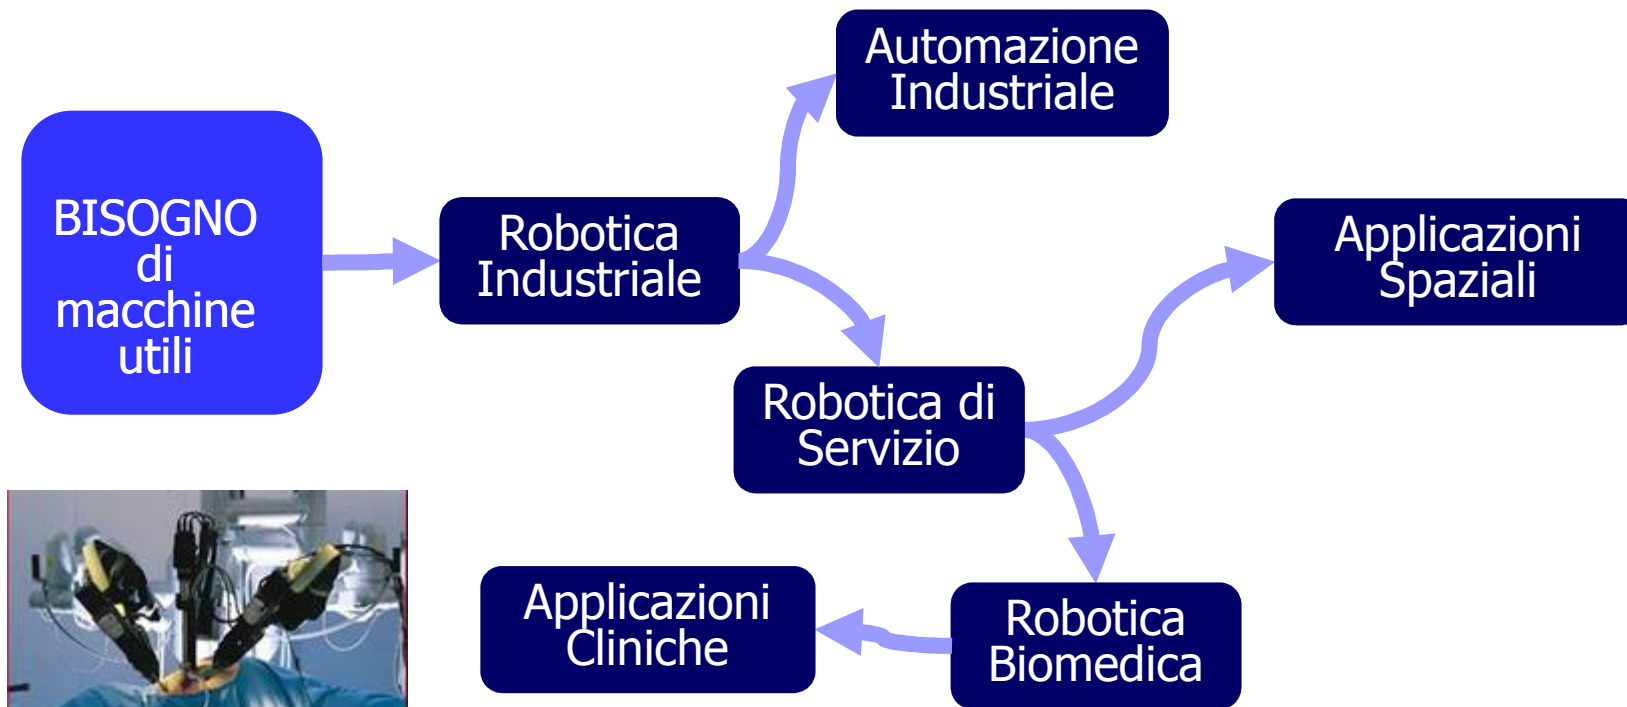 Automazione
Industriale
BISOGNO
di
macchine
utili
Robotica
Industriale
Applicazioni
Spaziali
Robotica di
Servizio
Applicazioni
Cliniche
Robotica
Biomedica